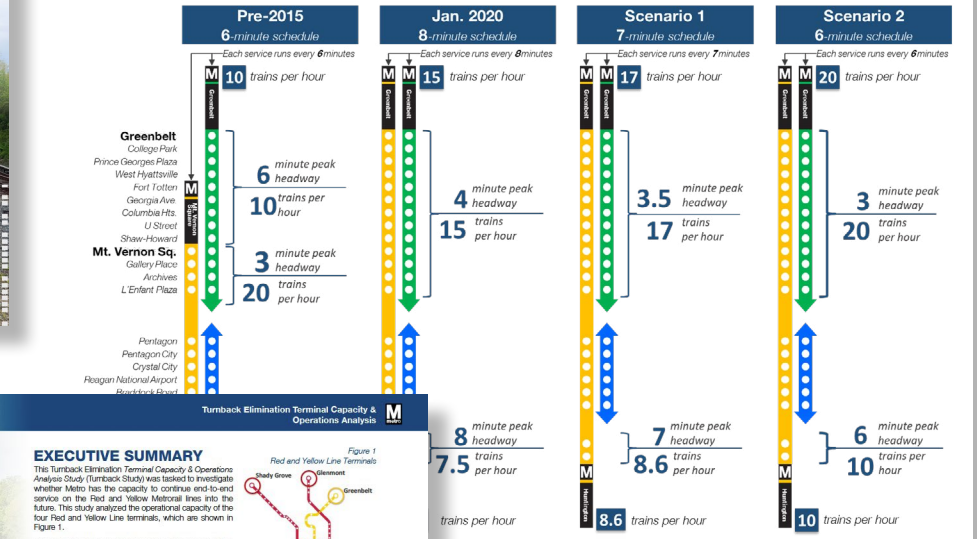 Pre-2015
6-minute schedule
Each service runs every 6minutes
M
10 trains per hour
Greenbelt
Greenbelt
College Park
Prince Georges Plaza
West Hyattsville
Fort Totten
Georgia Ave.
Columbia Hts.
U Street
Shaw-Howard
Mt. Vernon Sq.
Gallery Place
Archives
L'Enfant Plaza
M
Mt. Vernon
Square
6 minute peak
headway
10 trains per
hour
3 minute peak
headway
20 trains
per hour
Pentagon
Pentagon City
Crystal City
Reagan National Airport
Braddock Road
Jan. 2020
8-minute schedule
Each service runs every 8minutes
M M
15 trains per hour
Greenbelt
4 minute peak
headway
15 trains
per hour
8 minute peak
headway
7.5 trains
per hour
trains per hour
Scenario 1
7-minute schedule
Each service runs every 7minutes
M M
17 trains per hour
Greenbelt
3.5 minute peak
headway
17 trains
per hour
7 minute peak
headway
8.6 trains
per hour
M
Huntington
8.6 trains per hour
Scenario 2
6-minute schedule
Each service runs every 6minutes
M M
20 trains per hour
Greenbelt
3 minute peak
headway
20 trains
per hour
6 minute peak
headway
10 trains
per hour
M
Huntington
10 trains per hour
Turnback Elimination Terminal Capacity &
Operations Analysis
M
metro
EXECUTIVE SUMMARY
This Turnback Elimination Terminal Capacity & Operations
Analysis Study (Turnback Study) was tasked to investigate
whether Metro has the capacity to continue end-to-end
service on the Red and Yellow Metrorail lines into the
future. This study analyzed the operational capacity of the
four Red and Yellow Line terminals, which are shown in
Figure 1.
Figure 1
Red and Yellow Line Terminals
Shady Grove
Glenmont
Greenbelt